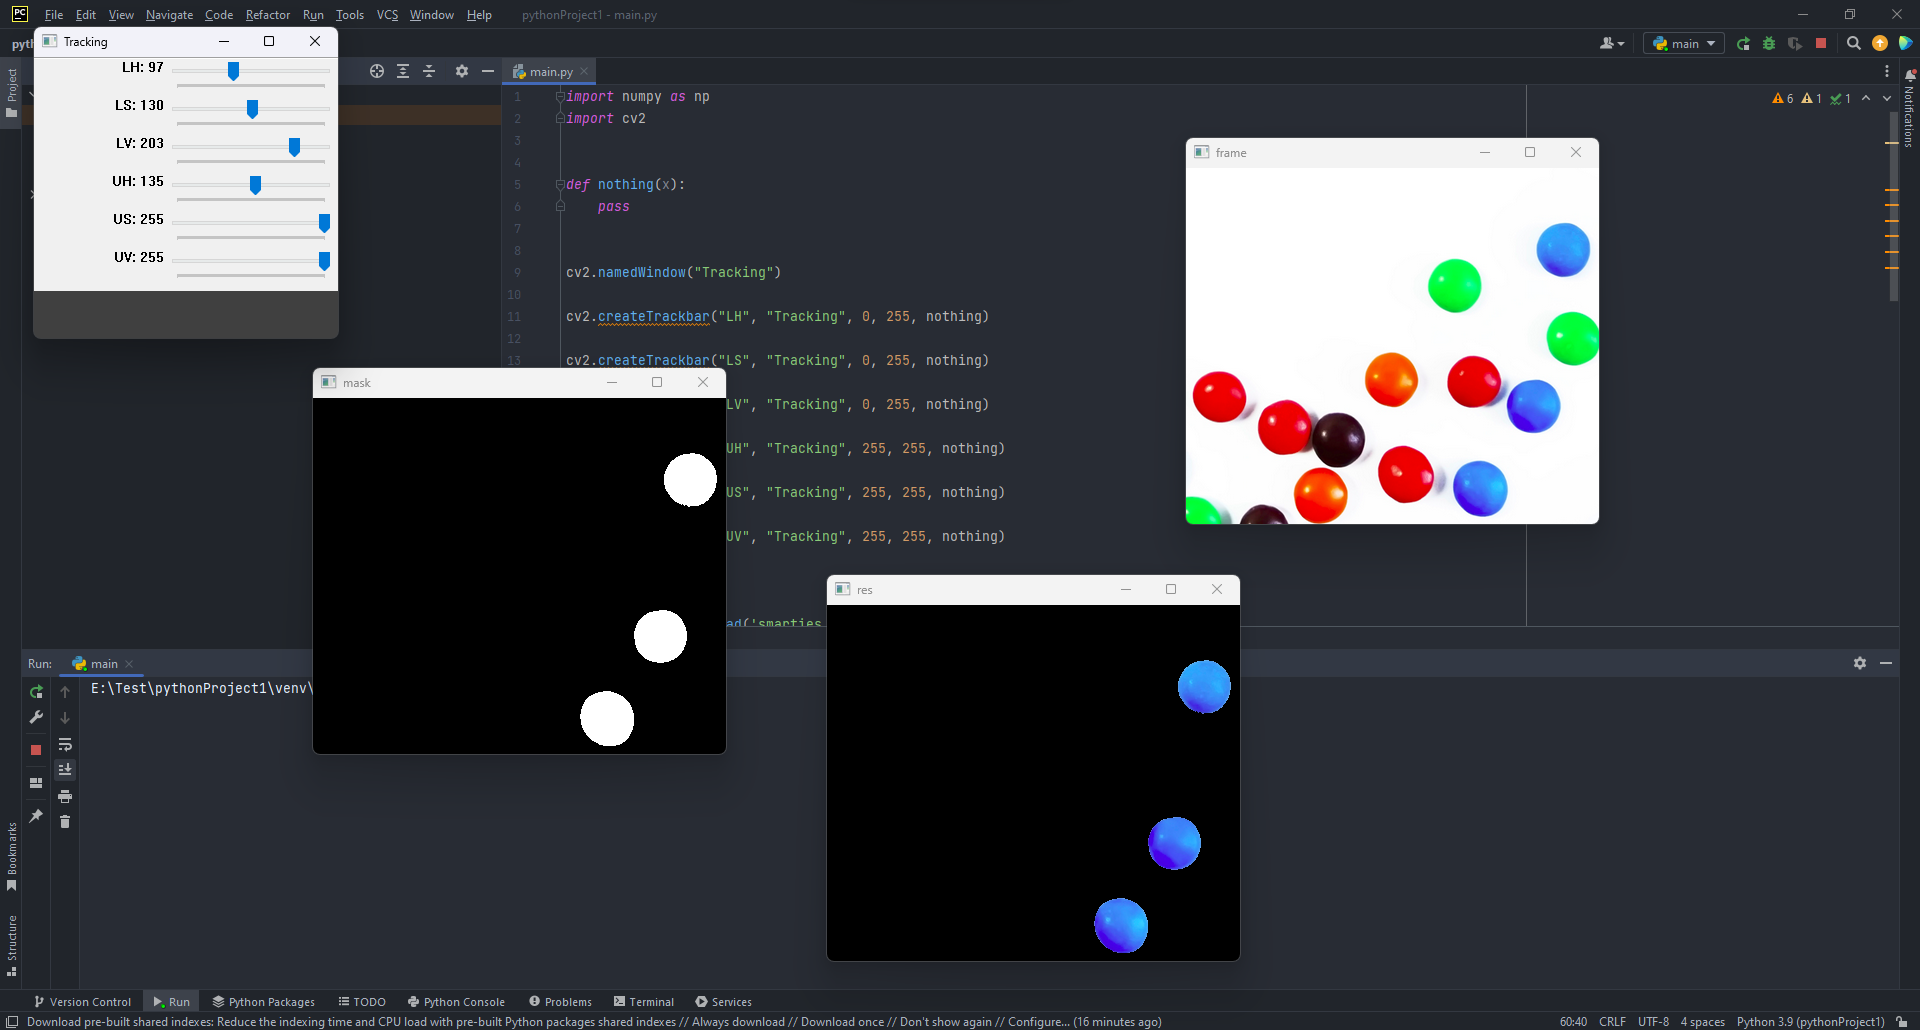 PC File Edit View Navigate Code Refactor Run Tools VCS Window Help pythonProject1 - main.py
main
Tracking
LH: 97
LS: 130
LV: 203
UH: 135
US: 255
UV: 255
Project
main.py
6 1 1
Notifications
1 import numpy as np
2 import cv2
3
4
5 def nothing(x):
6 pass
7
8
9 cv2.namedWindow("Tracking")
10
11 cv2.createTrackbar("LH", "Tracking", 0, 255, nothing)
12
13 cv2.createTrackbar("LS", "Tracking", 0, 255, nothing)
LV", "Tracking", 0, 255, nothing)
UH", "Tracking", 255, 255, nothing)
US", "Tracking", 255, 255, nothing)
UV", "Tracking", 255, 255, nothing)
ad('smarties
frame
mask
res
Run: main
E:\Test\pythonProject1\venv\
Bookmarks
Structure
Version Control Run Python Packages TODO Python Console Problems Terminal Services
Download pre-built shared indexes: Reduce the indexing time and CPU load with pre-built Python packages shared indexes // Always download // Download once // Don't show again // Configure... (16 minutes ago) 60:40 CRLF UTF-8 4 spaces Python 3.9 (pythonProject1)